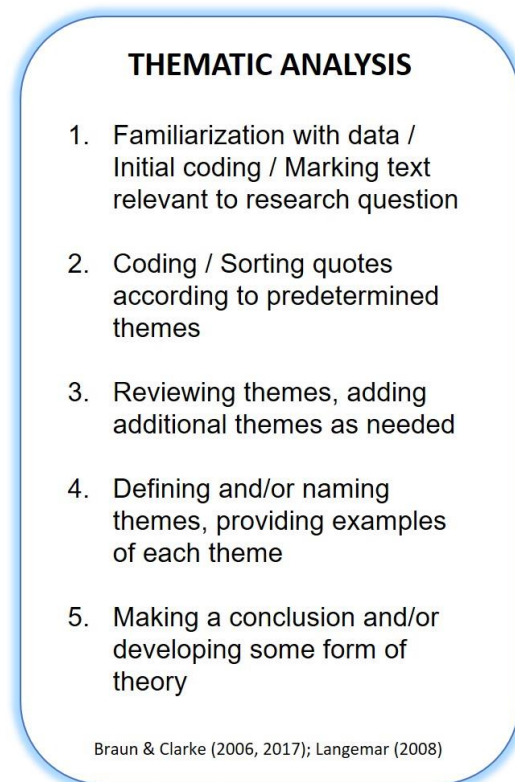 THEMATIC ANALYSIS
1. Familiarization with data /
Initial coding / Marking text
relevant to research question
2. Coding / Sorting quotes
according to predetermined
themes
3. Reviewing themes, adding
additional themes as needed
4. Defining and/or naming
themes, providing examples
of each theme
5. Making a conclusion and/or
developing some form of
theory
Braun & Clarke (2006, 2017); Langemar (2008)